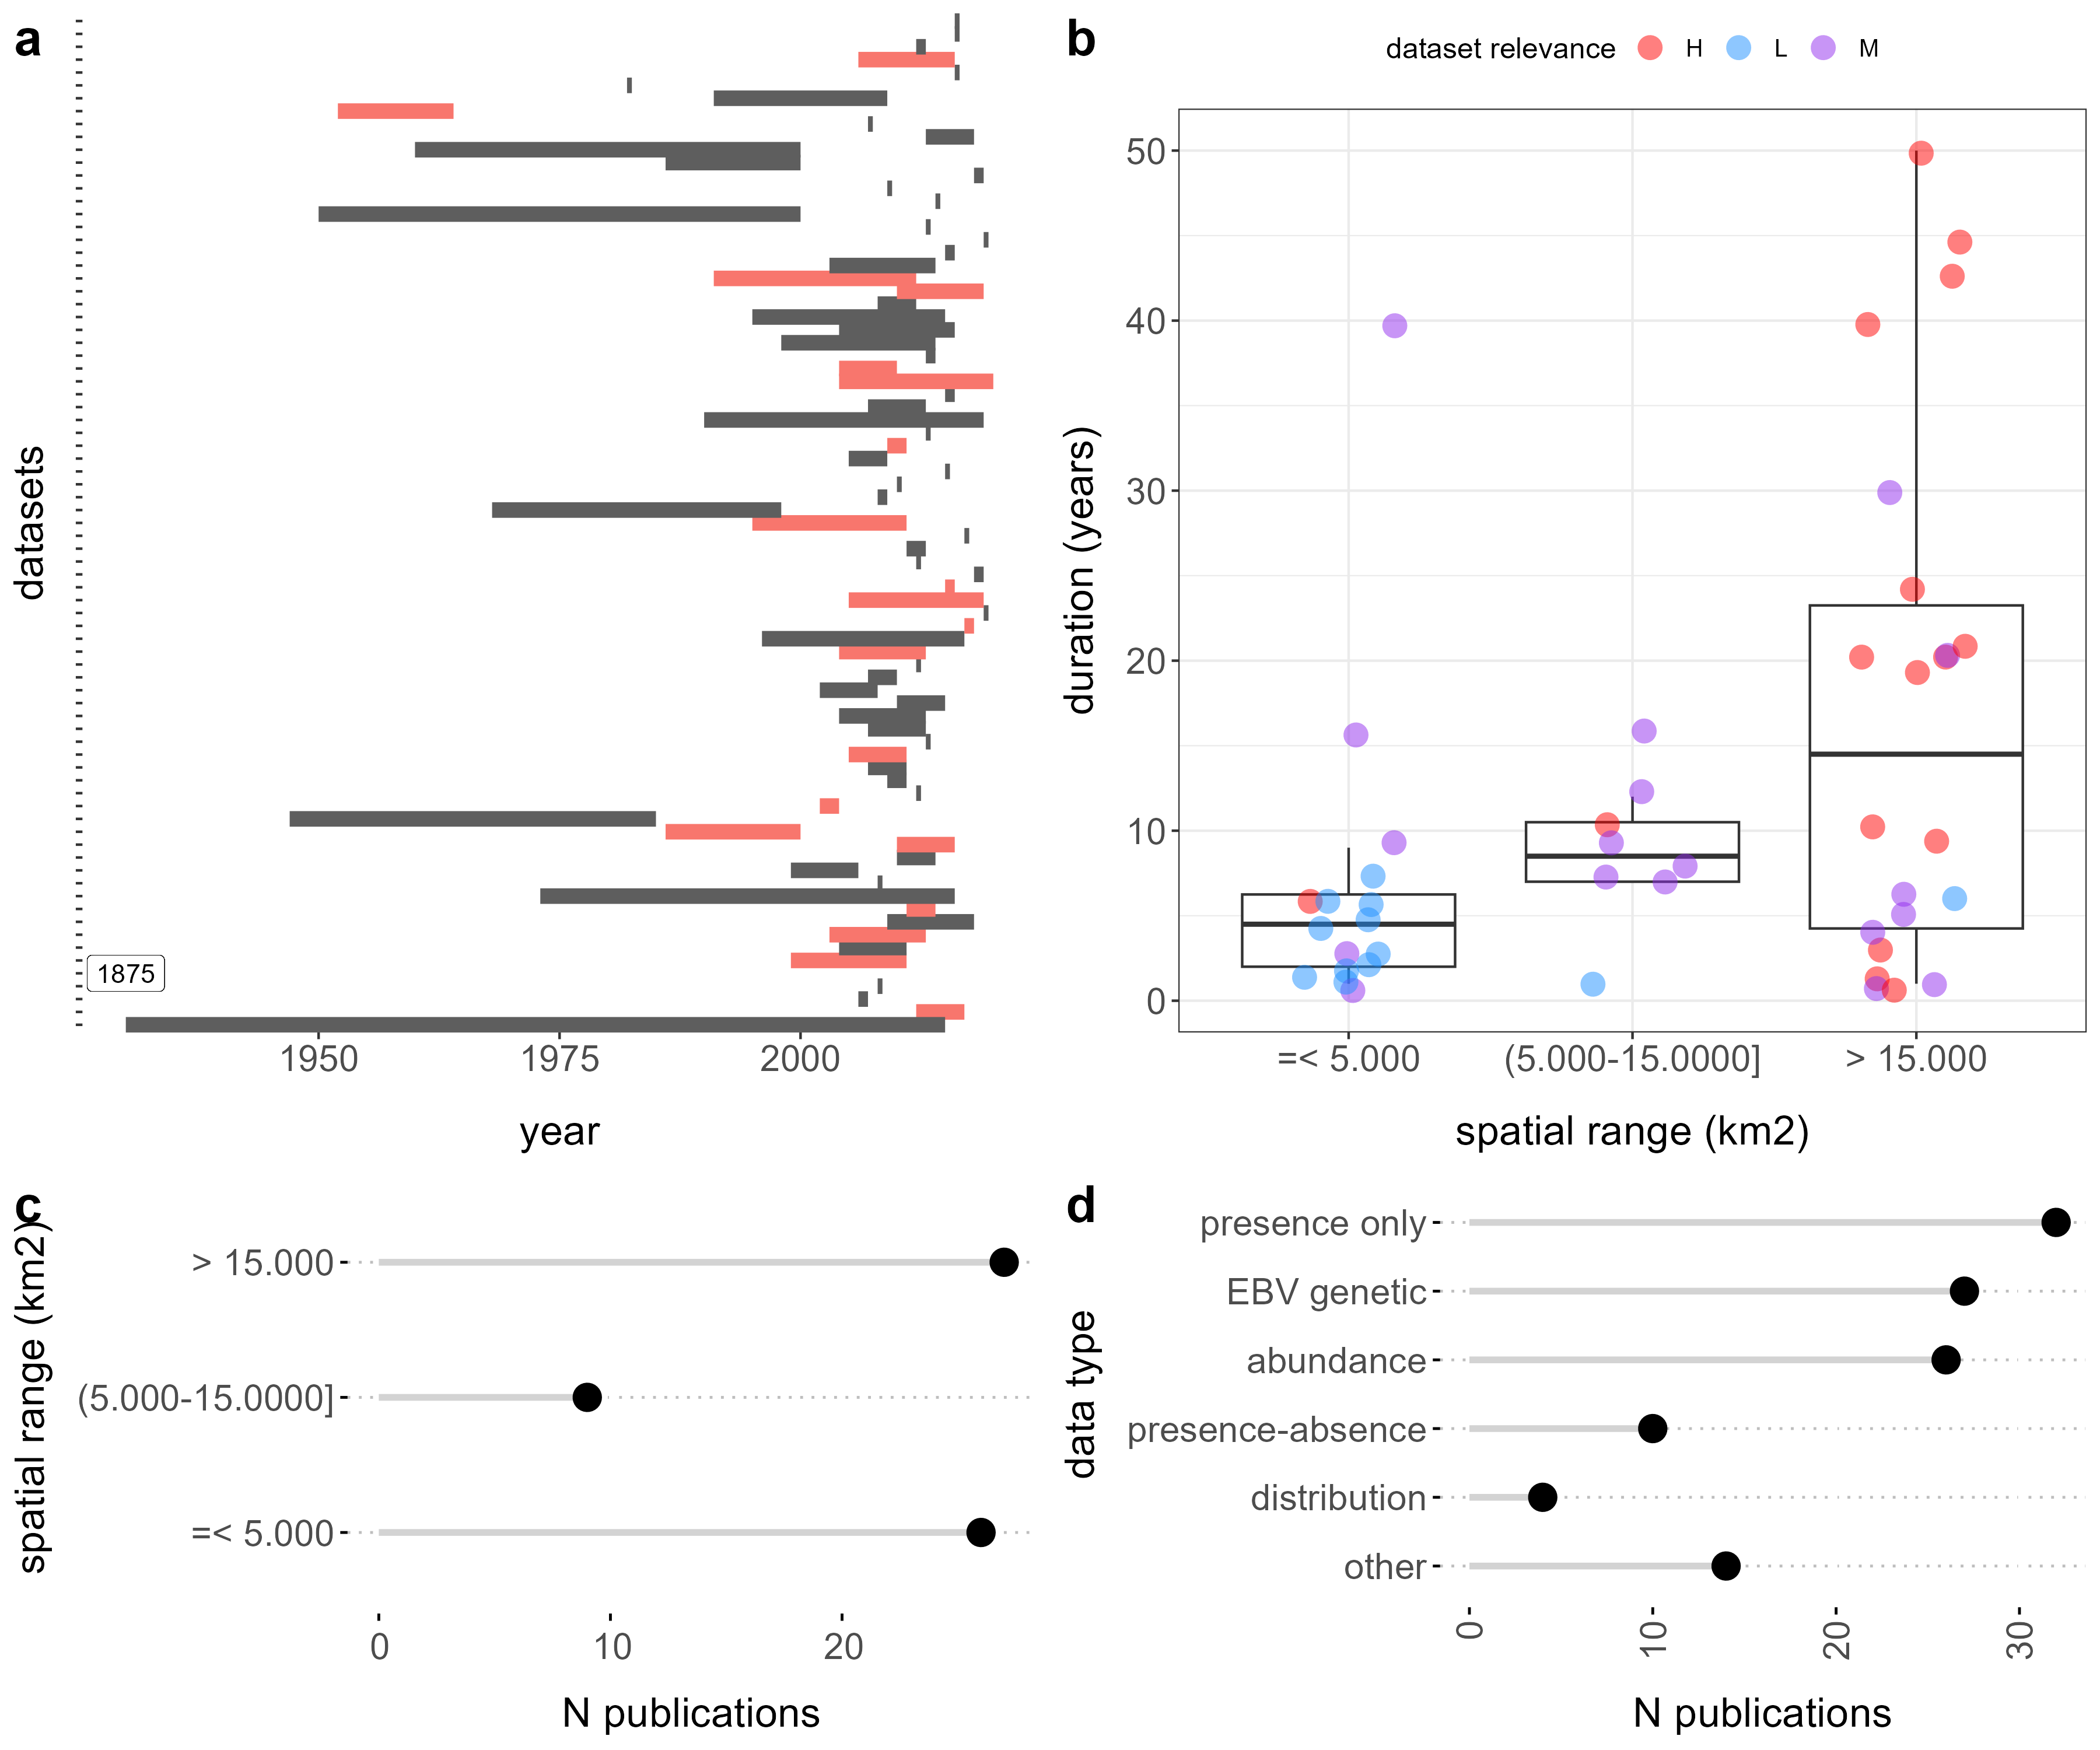 a
datasets
1875
1950 1975 2000
year
b
dataset relevance H L M
duration (years)
50
40
30
20
10
0
=< 5.000 (5.000-15.0000] > 15.000
spatial range (km2)
c
spatial range (km2)
> 15.000
(5.000-15.0000]
=< 5.000
0 10 20
N publications
d
data type
presence only
EBV genetic
abundance
presence-absence
distribution
other
0 10 20 30
N publications